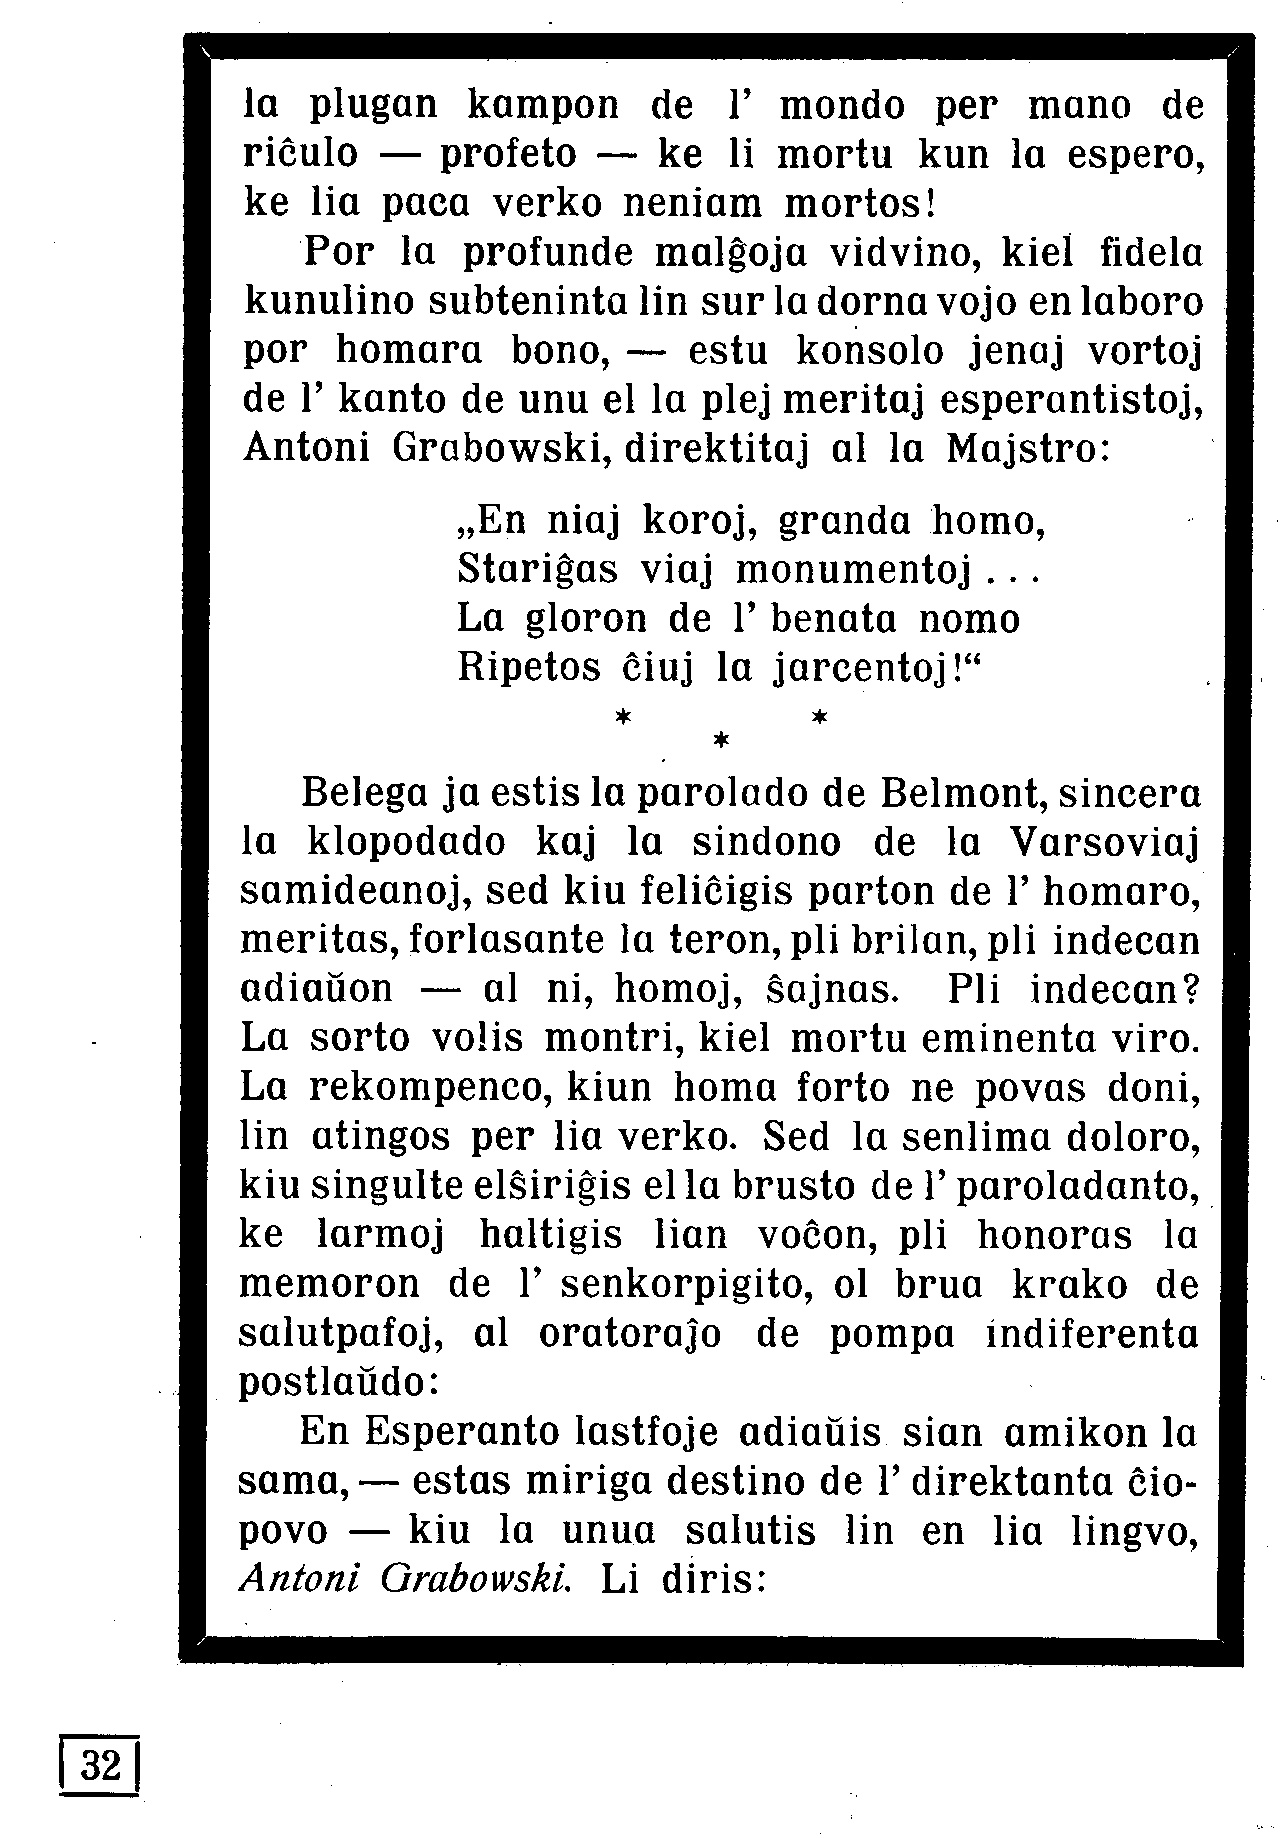 la plugan kampon de l’ mondo per mano de
riĉulo — profeto — ke li mortu kun la espero,
ke lia paca verko neniam mortos!
Por la profunde malĝoja vidvino, kiel fidela
kunulino subteninta lin sur la dorna vojo en laboro
por homara bono, — estu konsolo jenaj vortoj
de l’ kanto de unu el la plej meritaj esperantistoj,
Antoni Grabowski, direktitaj al la Majstro:
„En niaj koroj, granda homo,
Stariĝas viaj monumentoj . . .
La gloron de l’ benata nomo
Ripetos ĉiuj la jarcentoj!“
* * *
Belega ja estis la parolado de Belmont, sincera
la klopodado kaj la sindono de la Varsoviaj
samideanoj, sed kiu feliĉigis parton de l’ homaro,
meritas, forlasante la teron, pli brilan, pli indecan
adiaŭon — al ni, homoj, ŝajnas. Pli indecan?
La sorto volis montri, kiel mortu eminenta viro.
La rekompenco, kiun homa forto ne povas doni,
lin atingos per lia verko. Sed la senlima doloro,
kiu singulte elŝiriĝis el la brusto de l’ paroladanto,
ke larmoj haltigis lian voĉon, pli honoras la
memoron de l’ senkorpigito, ol brua krako de
salutpafoj, al oratoraĵo de pompa indiferenta
postlaŭdo:
En Esperanto lastfoje adiaŭis sian amikon la
sama, — estas miriga destino de l’ direktanta ĉio-
povo — kiu la unua salutis lin en lia lingvo,
Antoni Grabowski. Li diris:
32